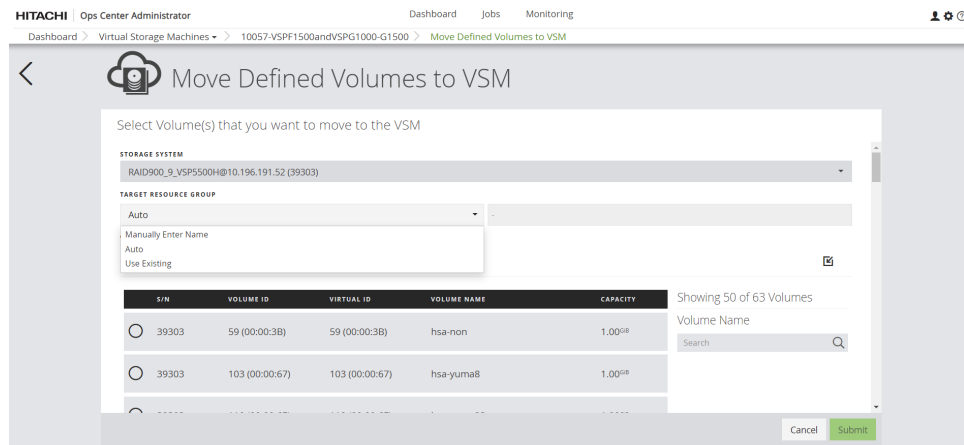 HITACHI Ops Center Administrator Dashboard Jobs Monitoring
Dashboard Virtual Storage Machines 10057-VSPF1500andVSPG1000-G1500 Move Defined Volumes to VSM
Move Defined Volumes to VSM
Select Volume(s) that you want to move to the VSM
STORAGE SYSTEM
RAID900_9_VSP5500H@10.196.191.52 (39303)
TARGET RESOURCE GROUP
Auto -
Manually Enter Name
Auto
Use Existing
S/N VOLUME ID VIRTUAL ID VOLUME NAME CAPACITY
Showing 50 of 63 Volumes
Volume Name
Search
39303 59 (00:00:3B) 59 (00:00:3B) hsa-non 1.00GiB
39303 103 (00:00:67) 103 (00:00:67) hsa-yuma8 1.00GiB
Cancel Submit